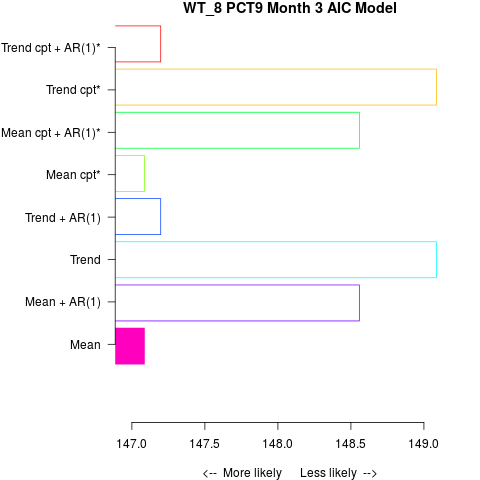 WT_8 PCT9 Month 3 AIC Model
Trend cpt + AR(1)*
Trend cpt*
Mean cpt + AR(1)*
Mean cpt*
Trend + AR(1)
Trend
Mean + AR(1)
Mean
147.0 147.5 148.0 148.5 149.0
<-- More likely Less likely -->